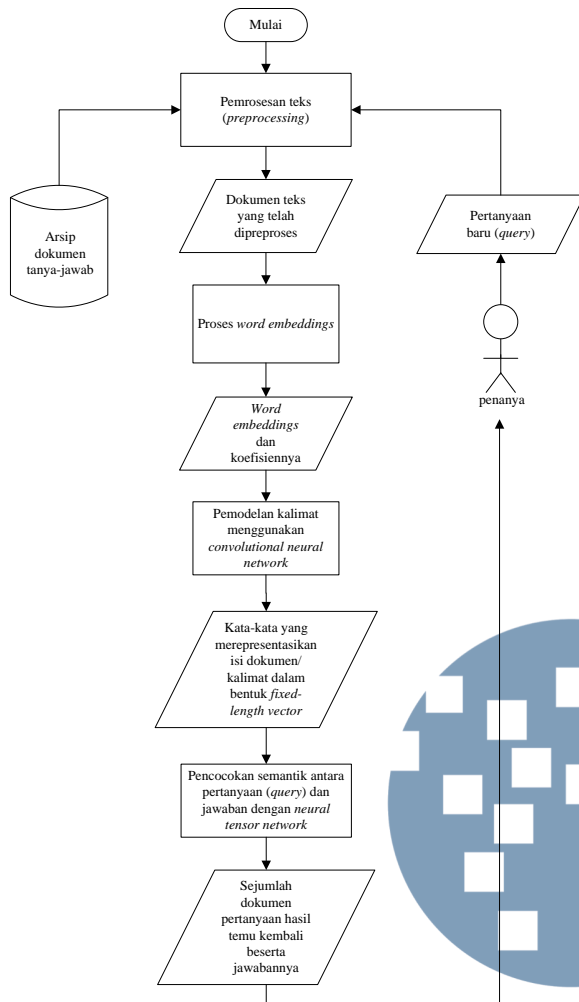 Mulai
Pemrosesan teks
(preprocessing)
Arsip
dokumen
tanya-jawab
Dokumen teks
yang telah
dipreproses
Pertanyaan
baru (query)
penanya
Proses word embeddings
Word
embeddings
dan
koefisiennya
Pemodelan kalimat
menggunakan
convolutional neural
network
Kata-kata yang
merepresentasikan
isi dokumen/
kalimat dalam
bentuk fixed-
length vector
Pencocokan semantik antara
pertanyaan (query) dan
jawaban dengan neural
tensor network
Sejumlah
dokumen
pertanyaan hasil
temu kembali
beserta
jawabannya